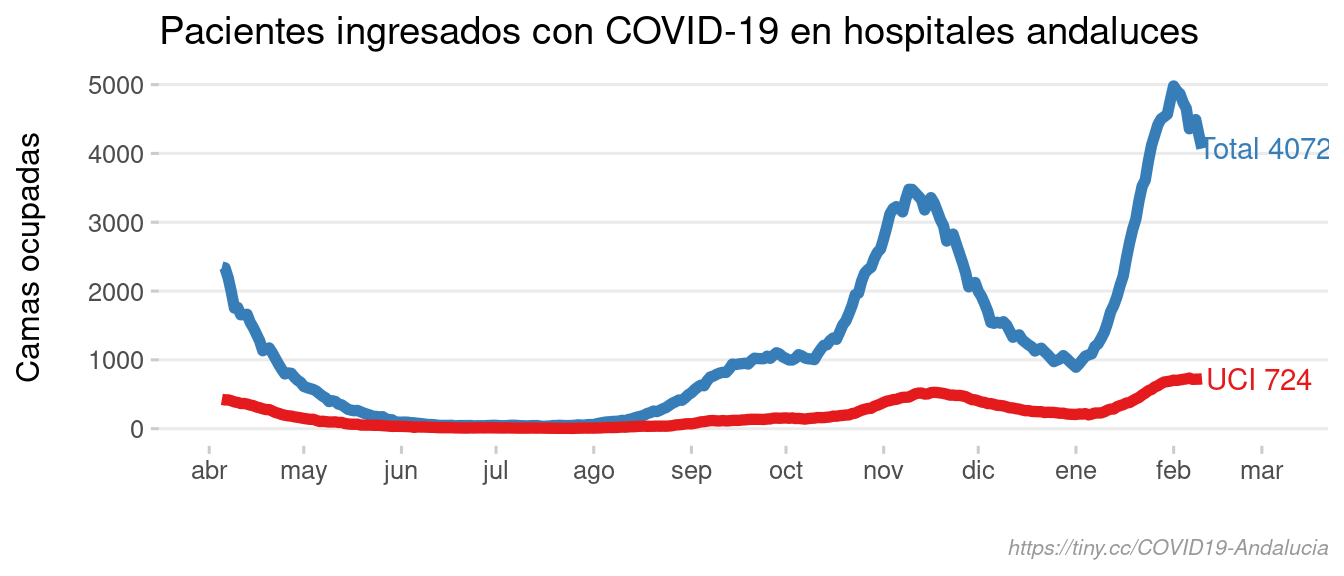 Pacientes ingresados con COVID-19 en hospitales andaluces
Camas ocupadas
5000
4000
3000
2000
1000
0
Total 4072
UCI 724
abr may jun jul ago sep oct nov dic ene feb mar
https://tiny.cc/COVID19-Andalucia